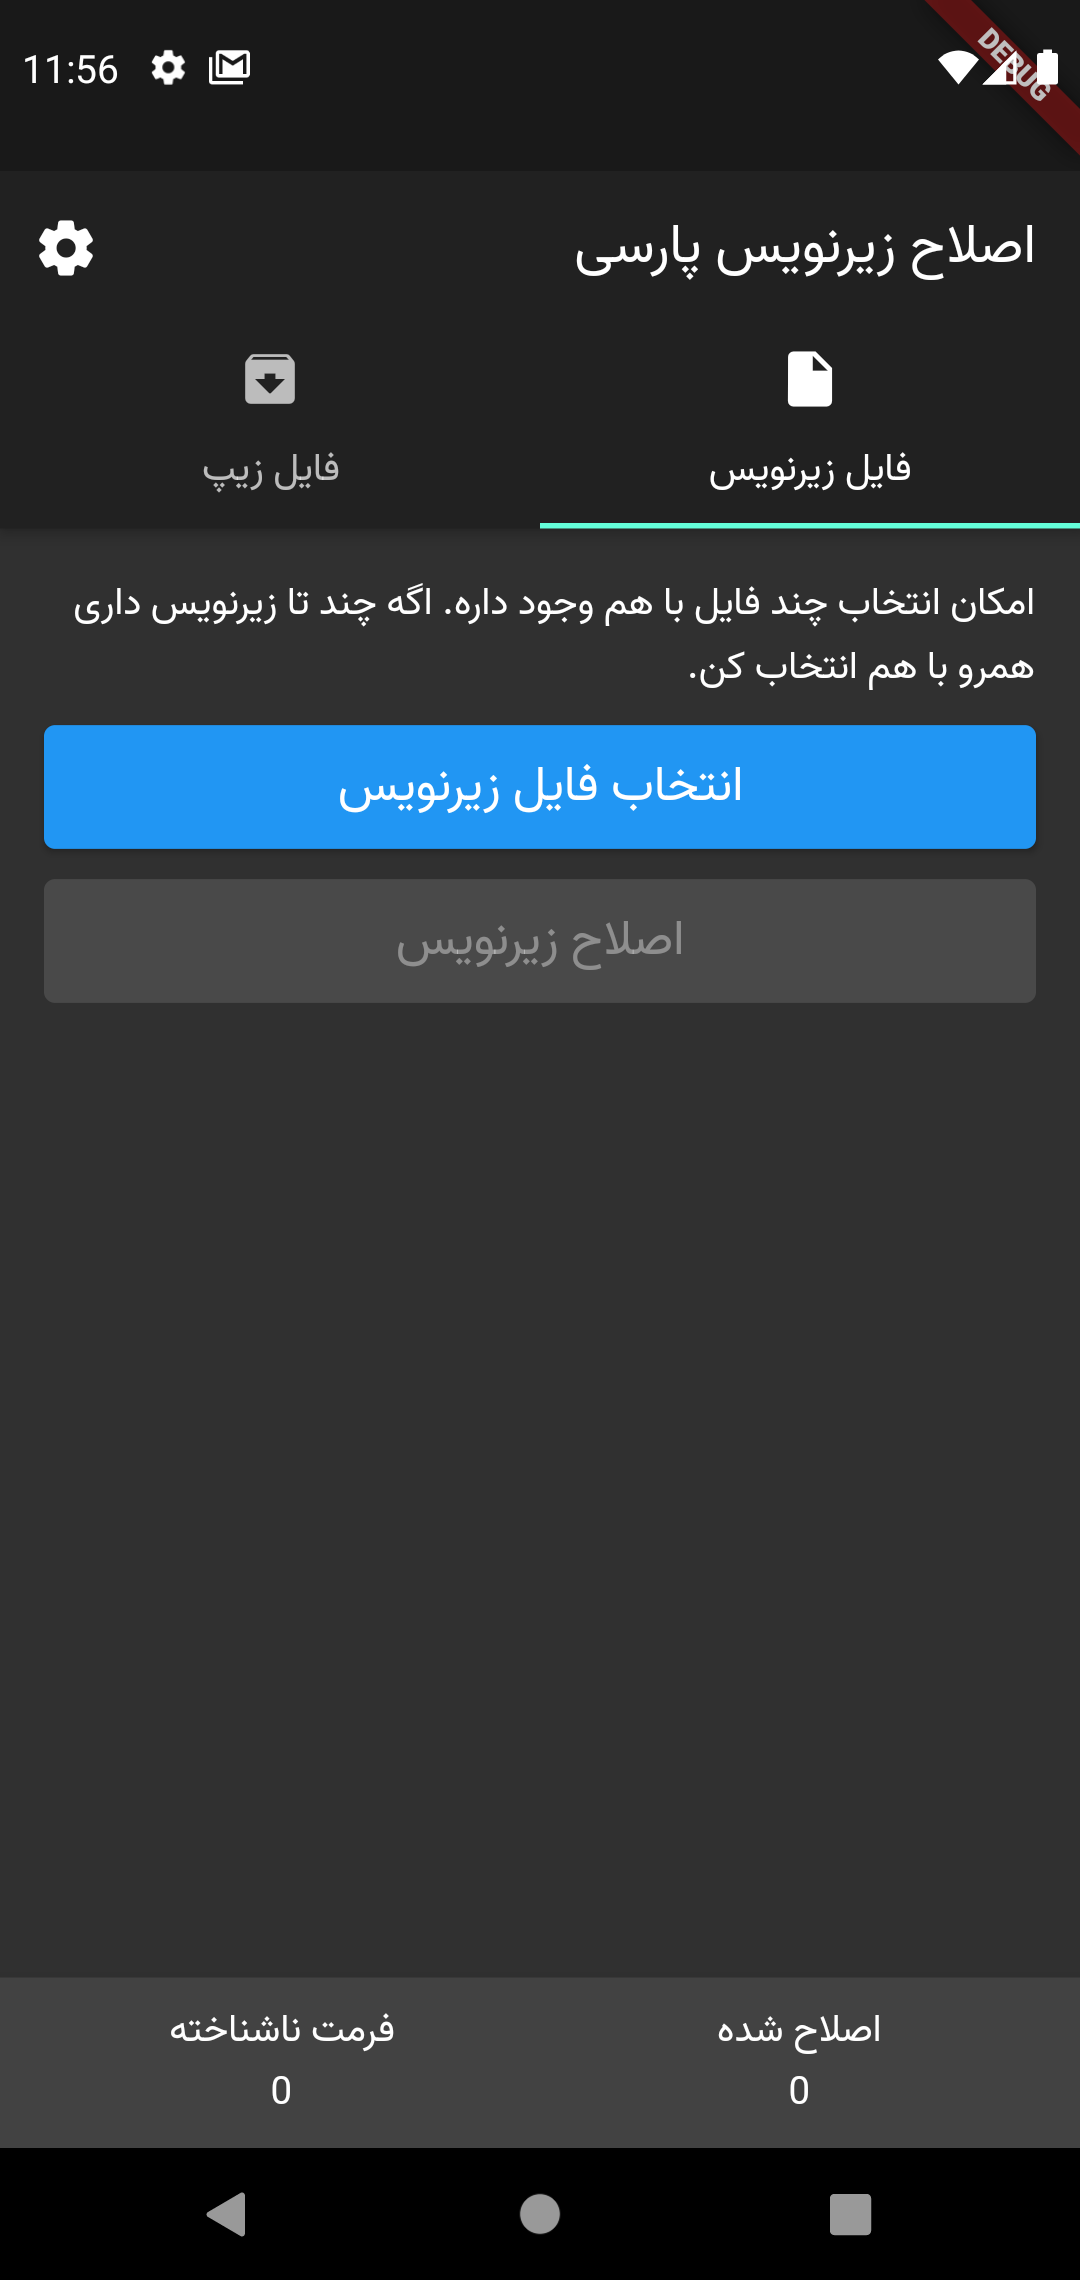 11:56
DEBUG
اصلاح زیرنویس پارسی
فایل زیرنویس
فایل زیپ
امکان انتخاب چند فایل با هم وجود داره. اگه چند تا زیرنویس داری
همرو با هم انتخاب کن.
انتخاب فایل زیرنویس
اصلاح زیرنویس
اصلاح شده
فرمت ناشناخته
0
0